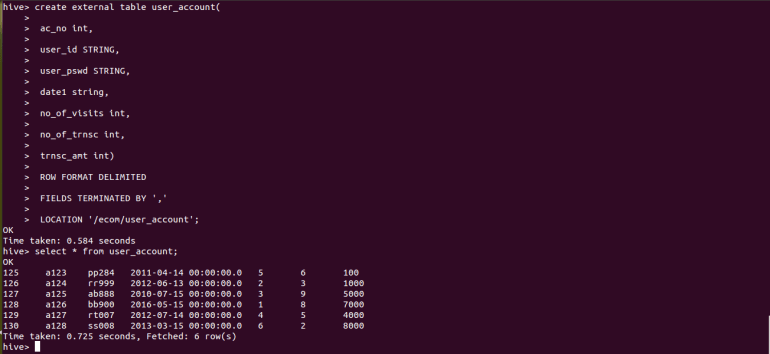 hive> create external table user_account(
    >
    >  ac_no int,
    >
    >  user_id STRING,
    >
    >  user_pswd STRING,
    >
    >  date1 string,
    >
    >  no_of_visits int,
    >
    >  no_of_trnsc int,
    >
    >  trnsc_amt int)
    >
    >  ROW FORMAT DELIMITED
    >
    >  FIELDS TERMINATED BY ','
    >
    >  LOCATION '/ecom/user_account';
OK
Time taken: 0.584 seconds
hive> select * from user_account;
OK
125     a123    pp284   2011-04-14 00:00:00.0   5       6       100
126     a124    rr999   2012-06-13 00:00:00.0   2       3       1000
127     a125    ab888   2010-07-15 00:00:00.0   3       9       5000
128     a126    bb900   2016-05-15 00:00:00.0   1       8       7000
129     a127    rt007   2012-07-14 00:00:00.0   4       5       4000
130     a128    ss008   2013-03-15 00:00:00.0   6       2       8000
Time taken: 0.725 seconds, Fetched: 6 row(s)
hive>